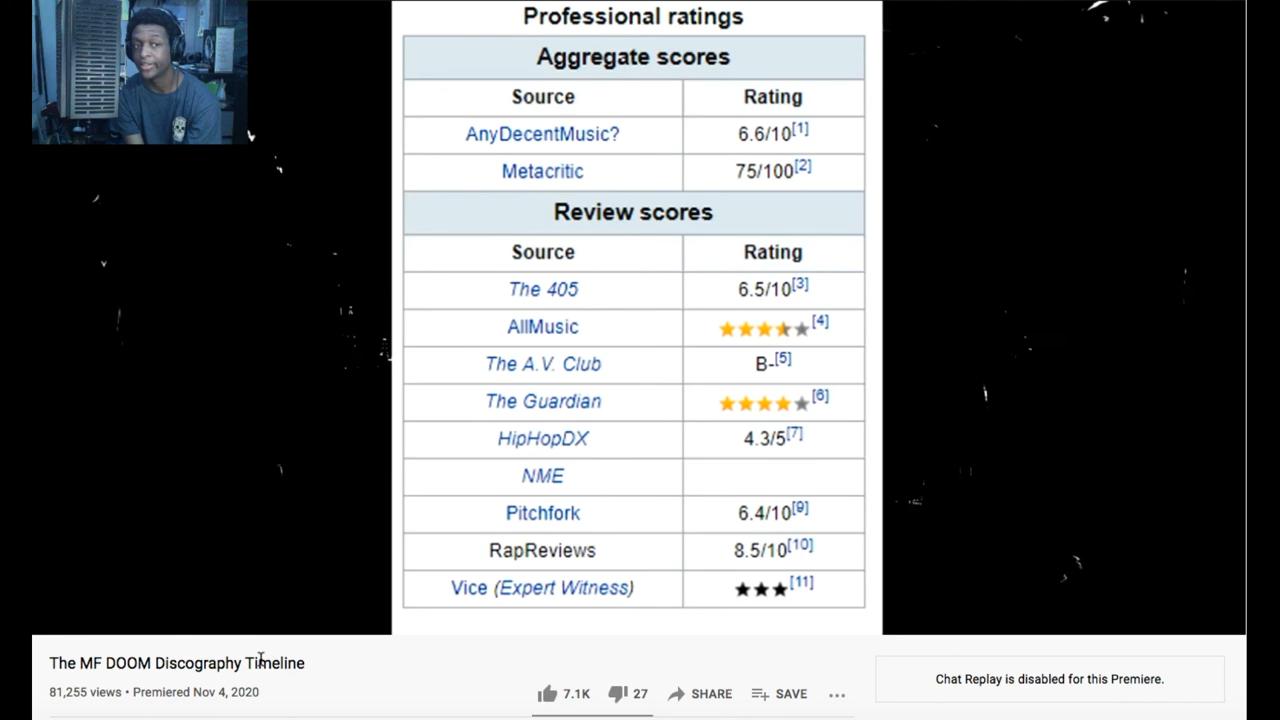 Professional ratings
Aggregate scores
Source Rating
AnyDecentMusic? 6.6/10[1]
Metacritic 75/100[2]
Review scores
Source Rating
The 405 6.5/10[3]
AllMusic [4]
The A.V. Club B-[5]
The Guardian [6]
HipHopDX 4.3/5[7]
NME
Pitchfork 6.4/10[9]
RapReviews 8.5/10[10]
Vice (Expert Witness) ★★★[11]
The MF DOOM Discography Timeline
81,255 views • Premiered Nov 4, 2020
7.1K 27 SHARE SAVE ...
Chat Replay is disabled for this Premiere.